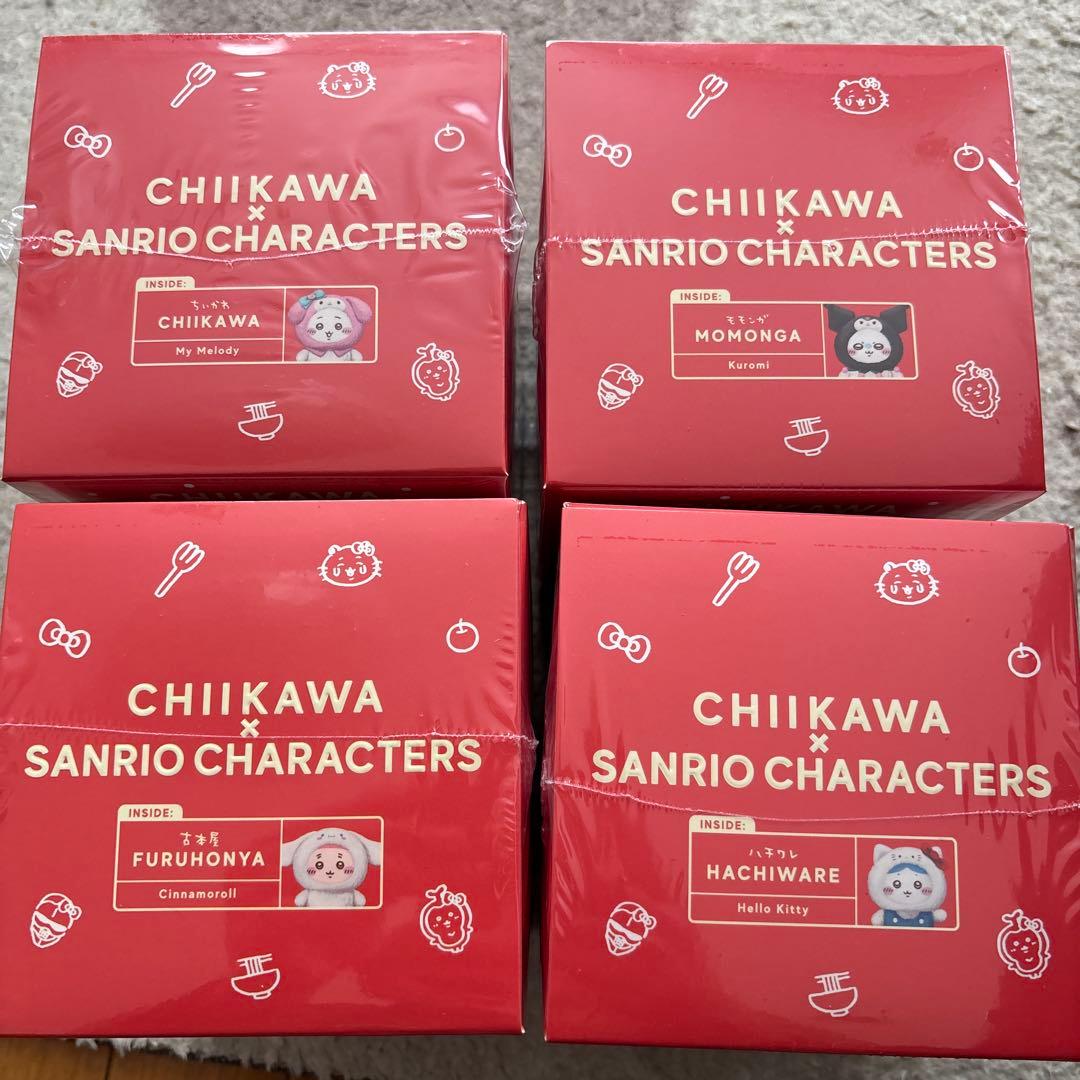 CHIIKAWA
×
SANRIO CHARACTERS
INSIDE:
ちいかわ
CHIIKAWA
My Melody
CHIIKAWA
CHIIKAWA
×
SANRIO CHARACTERS
INSIDE:
モモンガ
MOMONGA
Kuromi
CHIIKAWA
×
SANRIO CHARACTERS
INSIDE:
古本屋
FURUHONYA
Cinnamoroll
CHIIKAWA
×
SANRIO CHARACTERS
INSIDE:
ハチワレ
HACHIWARE
Hello Kitty